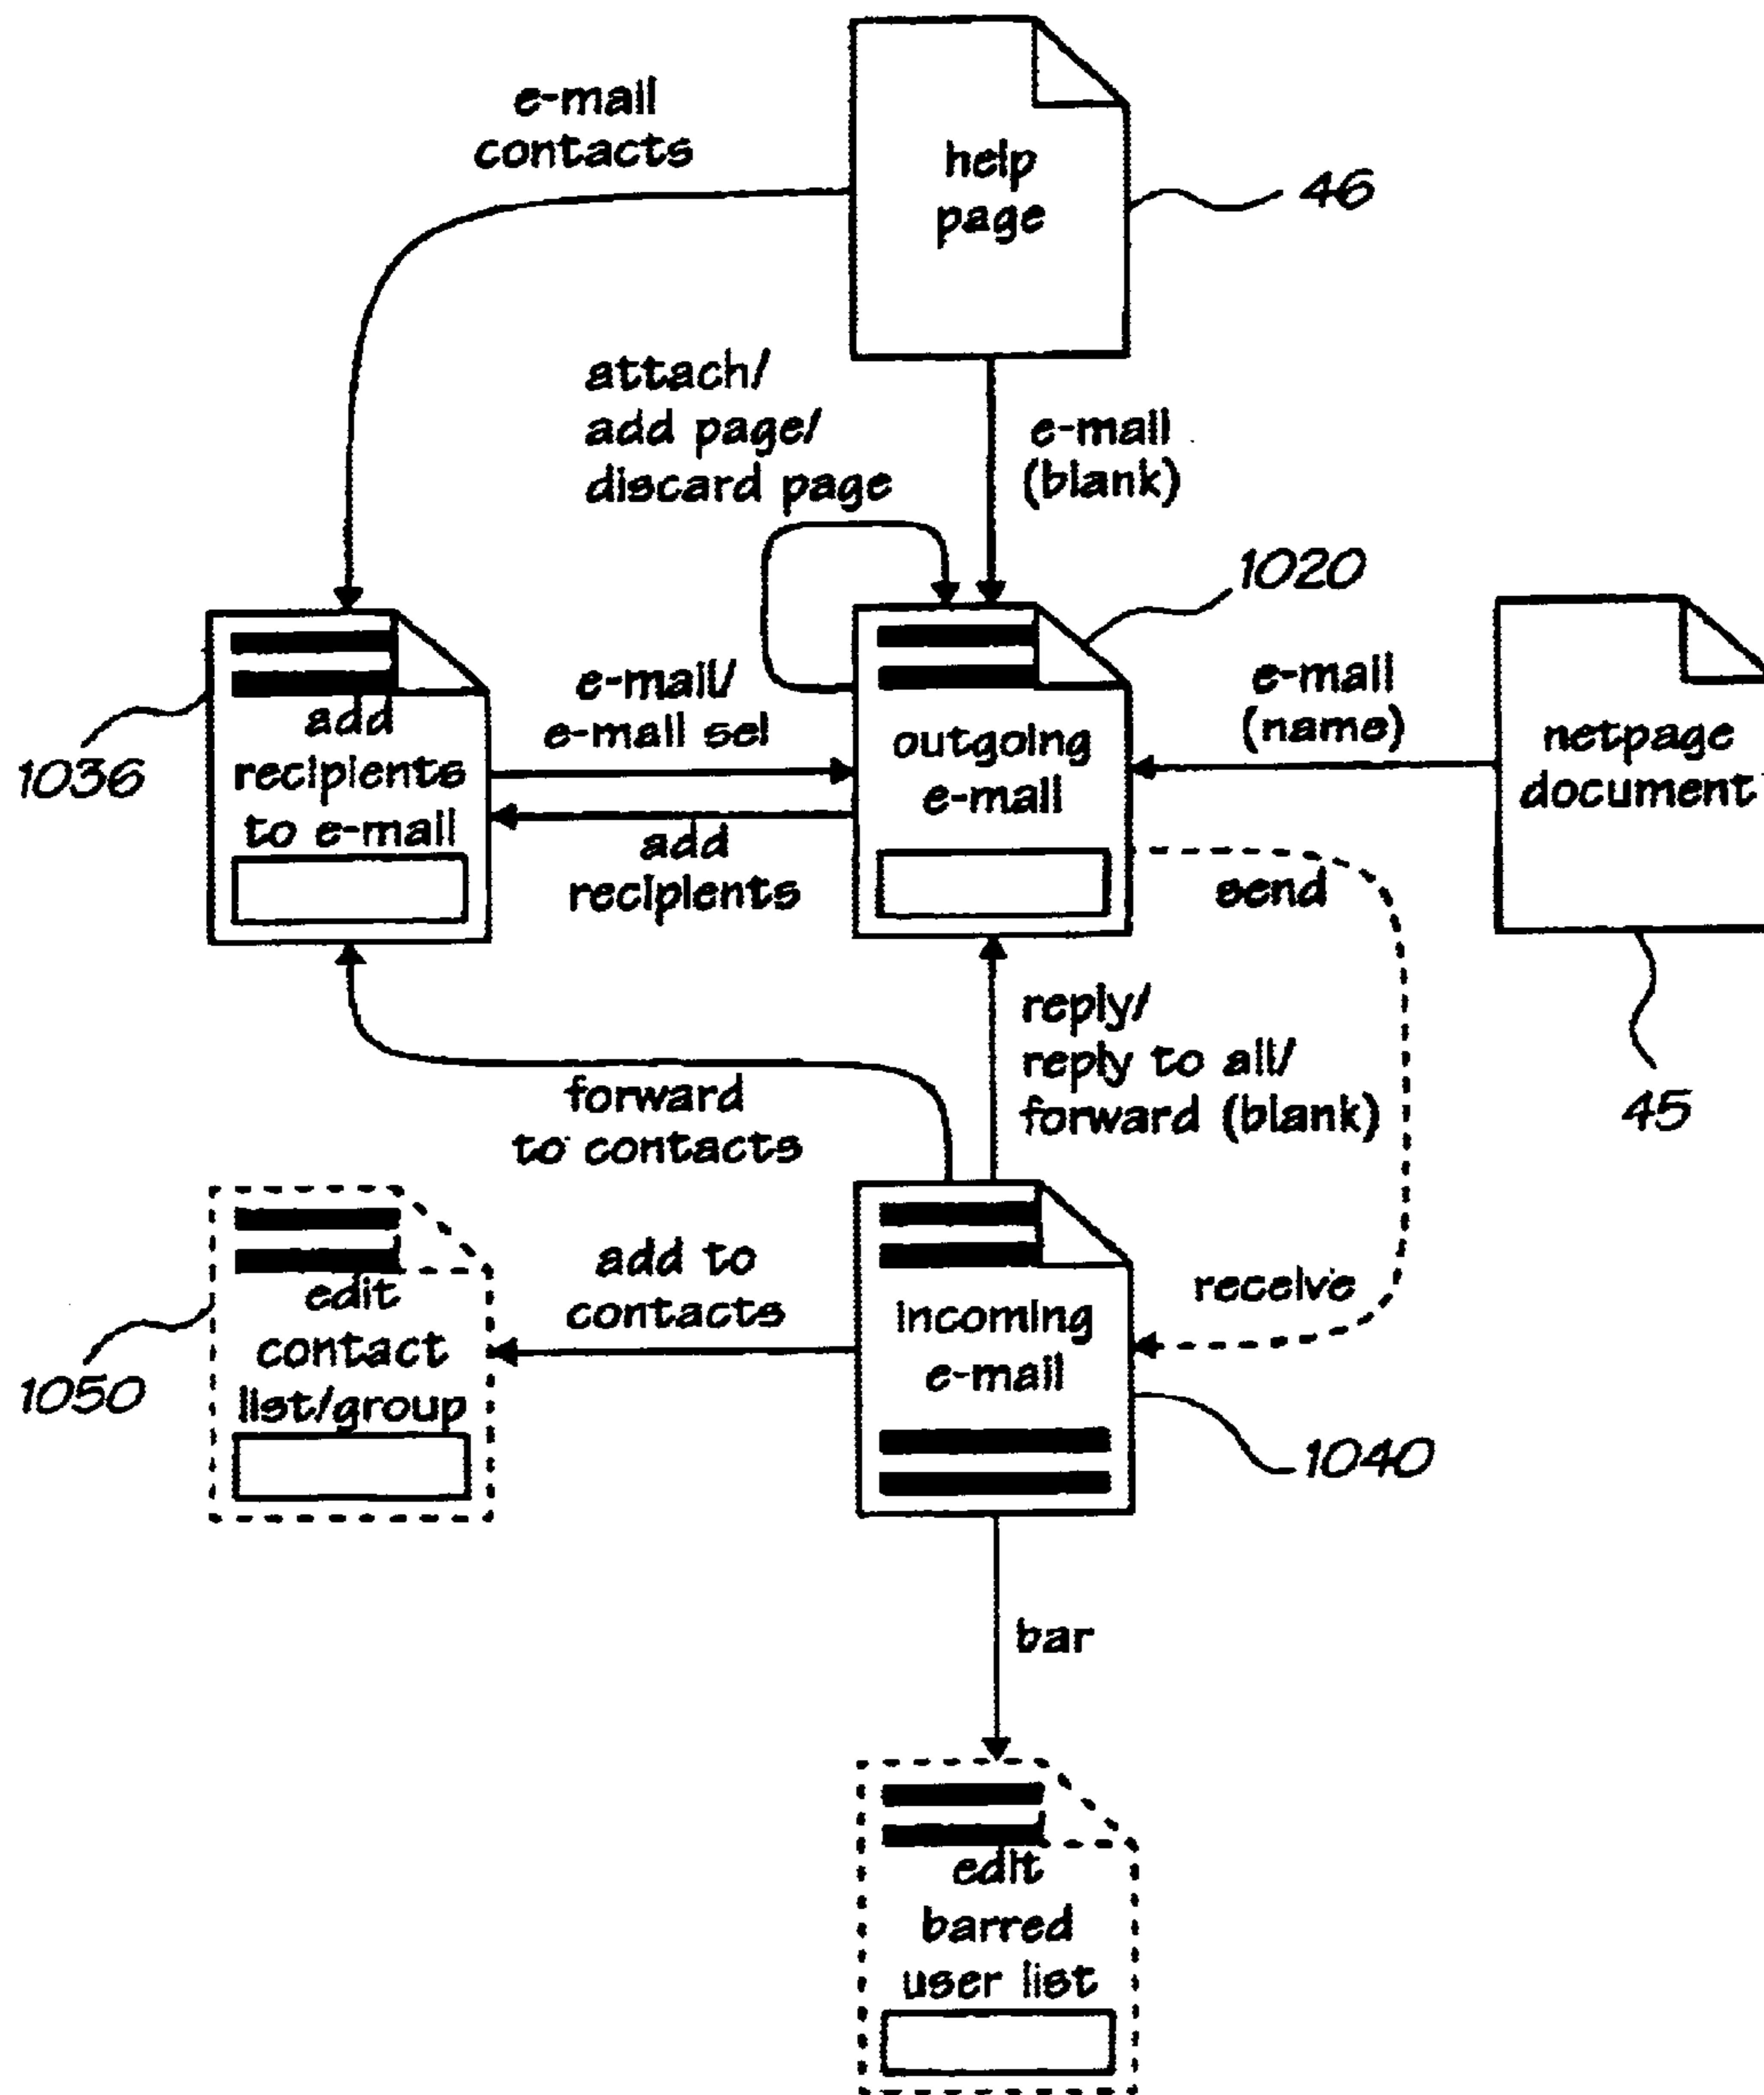 e-mail
contacts
help
page
46
attach/
add page/
discard page
e-mail
(blank)
1020
1036
add
recipients
to e-mail
e-mail/
e-mail sel
add
recipients
outgoing
e-mail
e-mail
(name)
netpage
document
send
45
forward
to contacts
reply/
reply to all/
forward (blank)
1050
edit
contact
list/group
add to
contacts
incoming
e-mail
receive
1040
bar
edit
barred
user list